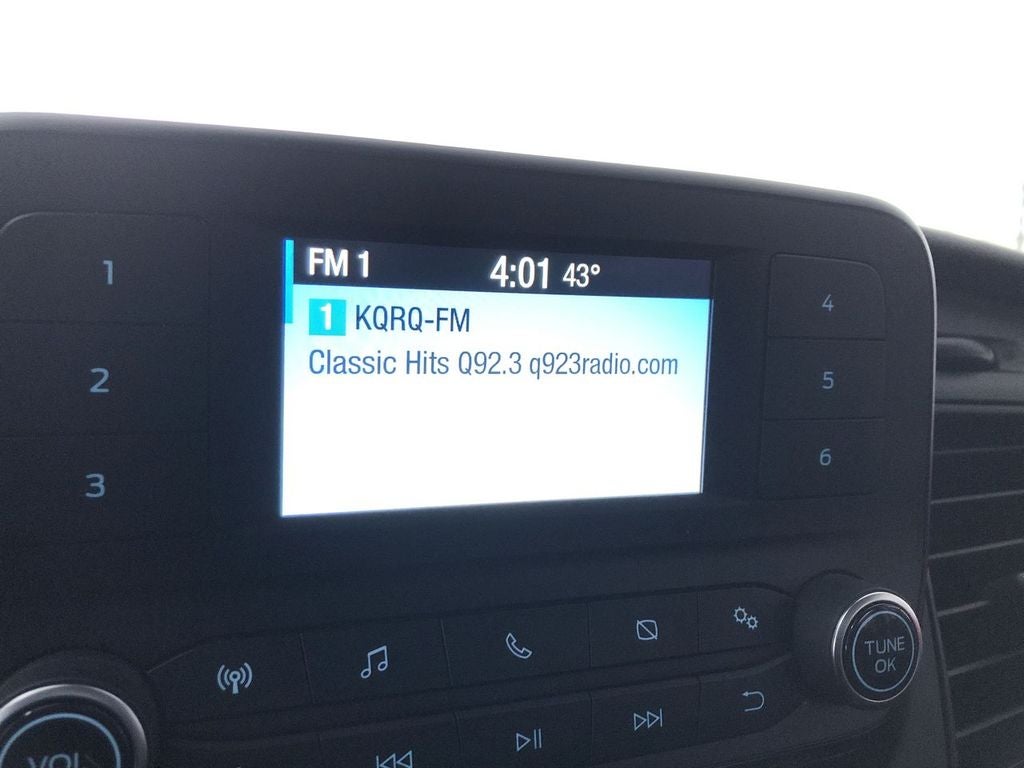 FM 1 4:01 43°
1 KQRQ-FM
Classic Hits Q92.3 q923radio.com
1
2
3
4
5
6
TUNE
OK
VOL